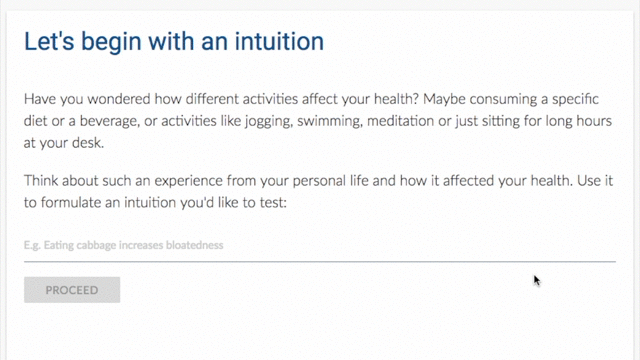 Let's begin with an intuition
Have you wondered how different activities affect your health? Maybe consuming a specific
diet or a beverage, or activities like jogging, swimming, meditation or just sitting for long hours
at your desk.
Think about such an experience from your personal life and how it affected your health. Use it
to formulate an intuition you'd like to test:
E.g. Eating cabbage increases bloatedness
PROCEED